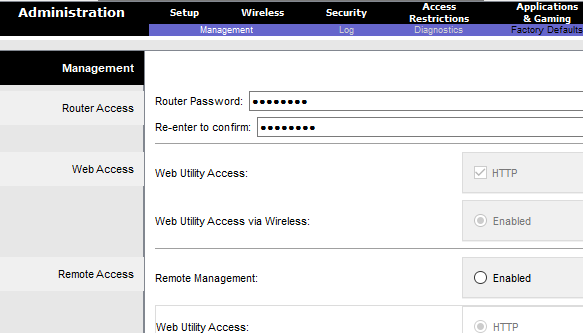 Administration
Setup Wireless Security Access Restrictions Applications & Gaming
Management Log Diagnostics Factory Defaults
Management
Router Access
Router Password: ••••••••
Re-enter to confirm: ••••••••
Web Access
Web Utility Access: HTTP
Web Utility Access via Wireless: Enabled
Remote Access
Remote Management: Enabled
Web Utility Access: HTTP